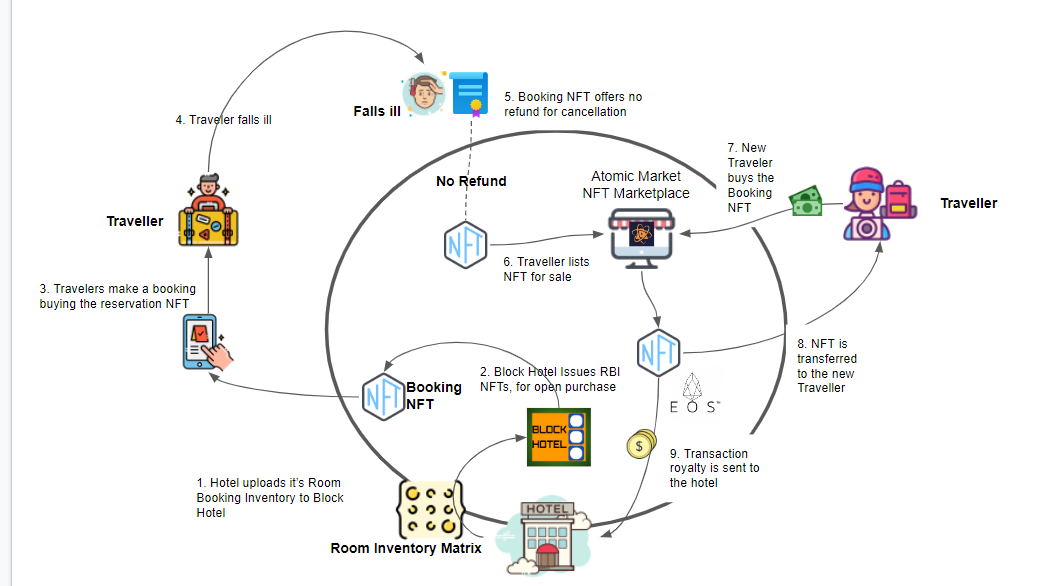 5. Booking NFT offers no
refund for cancellation
Falls ill
4. Traveler falls ill
7. New
Traveler
buys the
Booking
NFT
Atomic Market
NFT Marketplace
No Refund
Traveller
Traveller
NFT
6. Traveller lists
NFT for sale
3. Travelers make a booking
buying the reservation NFT
NFT
8. NFT is
transferred
to the new
Traveller
2. Block Hotel Issues RBI
NFTs, for open purchase
NFT
Booking
NFT
EOS™
BLOCK
HOTEL
$
9. Transaction
royalty is sent to
the hotel
1. Hotel uploads it's Room
Booking Inventory to Block
Hotel
HOTEL
Room Inventory Matrix